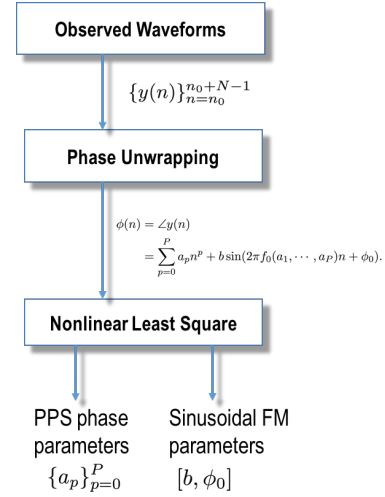 Observed Waveforms
{y(n)}_{n=n_0}^{n_0+N-1}
Phase Unwrapping
ϕ(n) = ∠y(n)
= \sum_{p=0}^{P} a_p n^p + b sin(2πf_0(a_1, ⋯ , a_P)n + ϕ_0).
Nonlinear Least Square
PPS phase
parameters
{a_p}_{p=0}^{P}
Sinusoidal FM
parameters
[b, ϕ_0]